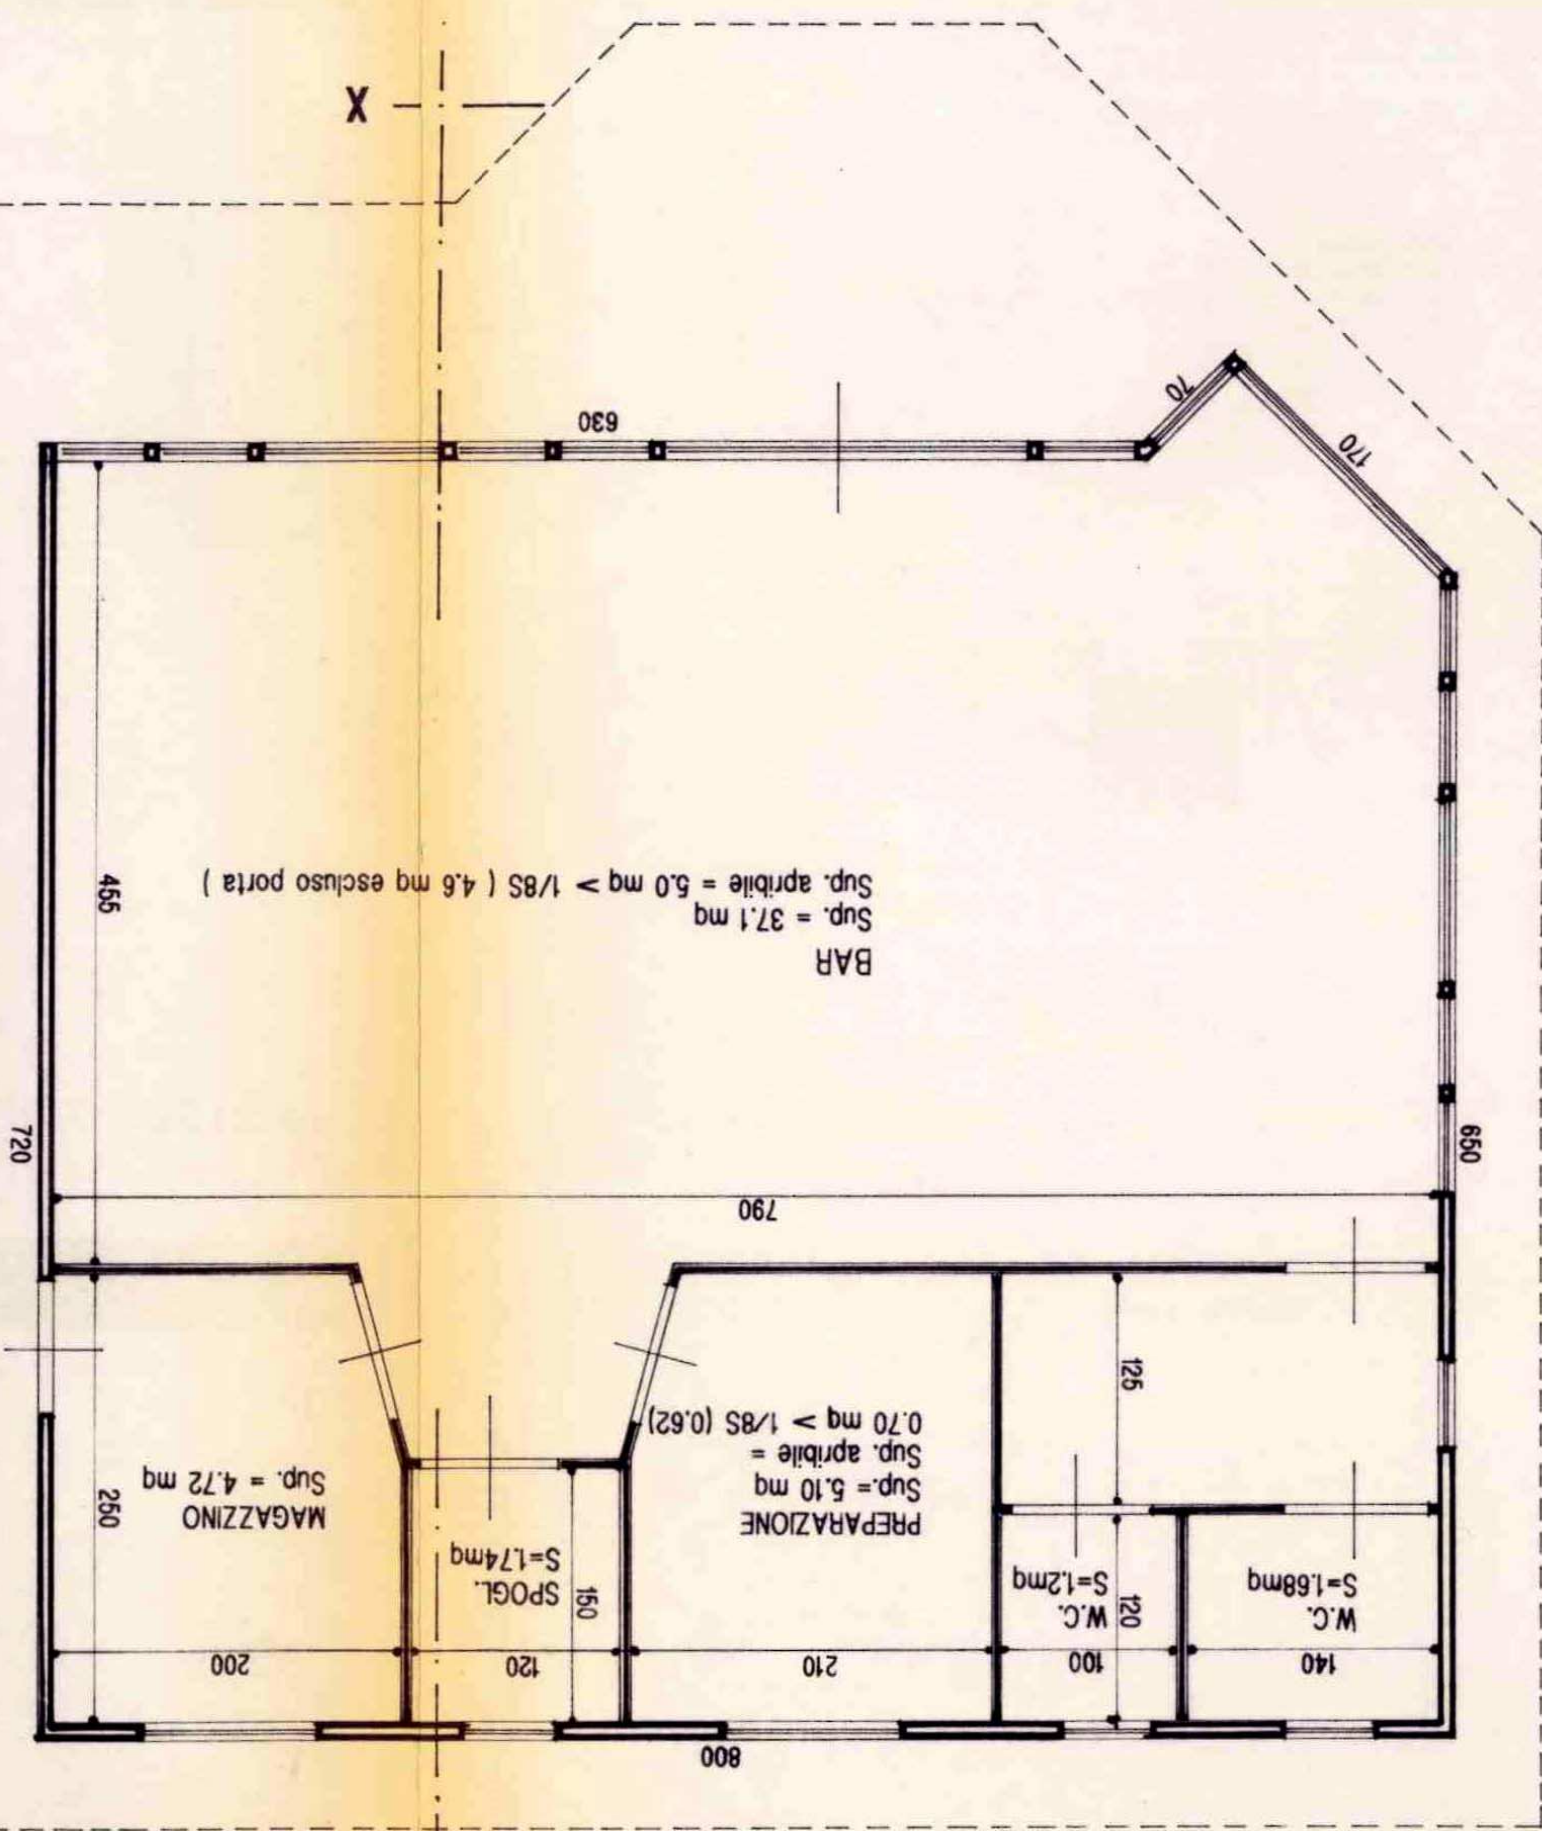 800
140
100
210
120
200
W.C.
S=1.68mq
W.C.
S=1.2mq
120
PREPARAZIONE
Sup.= 5.10 mq
Sup. apribile =
0.70 mq > 1/8S (0.62)
150
SPOGL.
S=1.74mq
MAGAZZINO
Sup. = 4.72 mq
250
125
790
650
720
BAR
Sup. = 37.1 mq
Sup. apribile = 5.0 mq > 1/8S ( 4.6 mq escluso porta )
455
170
70
630
X